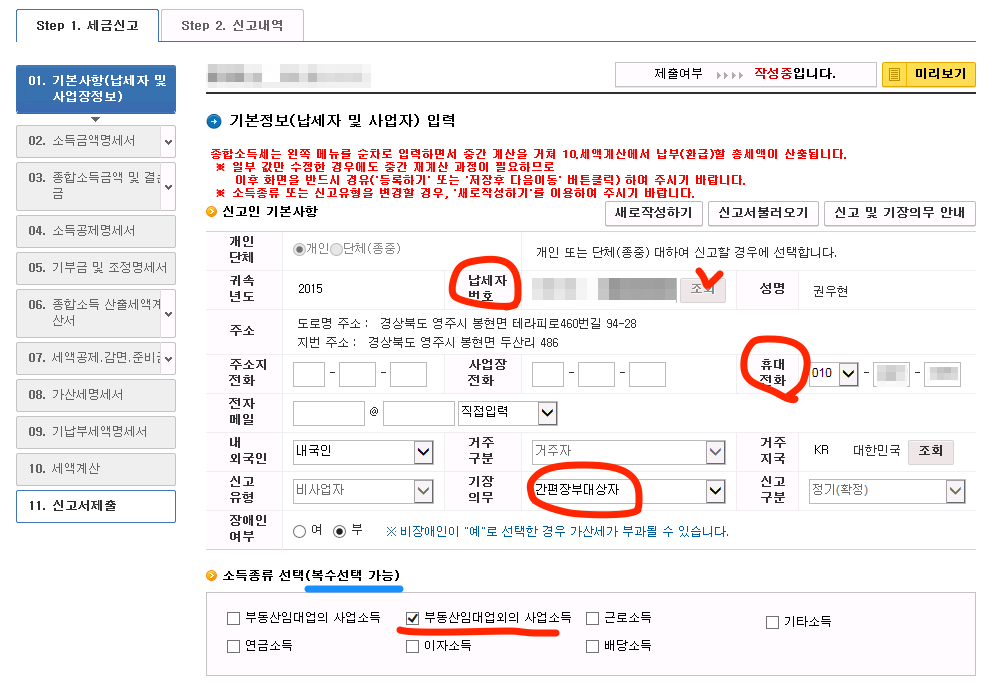 Step 1. 세금신고
Step 2. 신고내역
01. 기본사항(납세자 및
사업장정보)
02. 소득금액명세서
03. 종합소득금액 및 결손
금
04. 소득공제명세서
05. 기부금 및 조정명세서
06. 종합소득 산출세액계
산서
07. 세액공제.감면.준비금
08. 가산세명세서
09. 기납부세액명세서
10. 세액계산
11. 신고서제출
제출여부 작성중입니다.
미리보기
기본정보(납세자 및 사업자) 입력
종합소득세는 왼쪽 메뉴를 순차로 입력하면서 중간 계산을 거쳐 10.세액계산에서 납부(환급)할 총세액이 산출됩니다.
※ 일부 값만 수정한 경우에도 중간 재계산 과정이 필요하므로
이후 화면을 반드시 경유('등록하기' 또는 '저장후 다음이동' 버튼클릭) 하여 주시기 바랍니다.
※ 소득종류 또는 신고유형을 변경할 경우, '새로작성하기'를 이용하여 주시기 바랍니다.
신고인 기본사항
새로작성하기
신고서불러오기
신고 및 기장의무 안내
개인
단체
개인 단체(종중)
개인 또는 단체(종중) 대하여 신고할 경우에 선택합니다.
귀속
년도
2015
납세자
번호
조회
성명
권우현
주소
도로명 주소 : 경상북도 영주시 봉현면 테라피로460번길 94-28
지번 주소 : 경상북도 영주시 봉현면 두산리 486
주소지
전화
- -
사업장
전화
- -
휴대
전화
010 - -
전자
메일
@
직접입력
내
외국인
내국인
거주
구분
거주자
거주
지국
KR 대한민국
조회
신고
유형
비사업자
기장
의무
간편장부대상자
신고
구분
정기(확정)
장애인
여부
여 부
※ 비장애인이 "예"로 선택한 경우 가산세가 부과될 수 있습니다.
소득종류 선택(복수선택 가능)
부동산임대업의 사업소득
부동산임대업외의 사업소득
근로소득
기타소득
연금소득
이자소득
배당소득